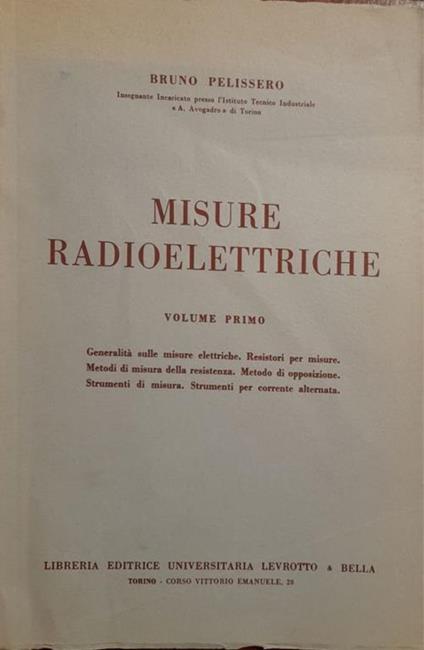 BRUNO PELISSERO
Insegnante Incaricato presso l'Istituto Tecnico Industriale
« A. Avogadro » di Torino
MISURE
RADIOELETTRICHE
VOLUME PRIMO
Generalità sulle misure elettriche. Resistori per misure.
Metodi di misura della resistenza. Metodo di opposizione.
Strumenti di misura. Strumenti per corrente alternata.
LIBRERIA EDITRICE UNIVERSITARIA LEVROTTO & BELLA
TORINO - CORSO VITTORIO EMANUELE, 28